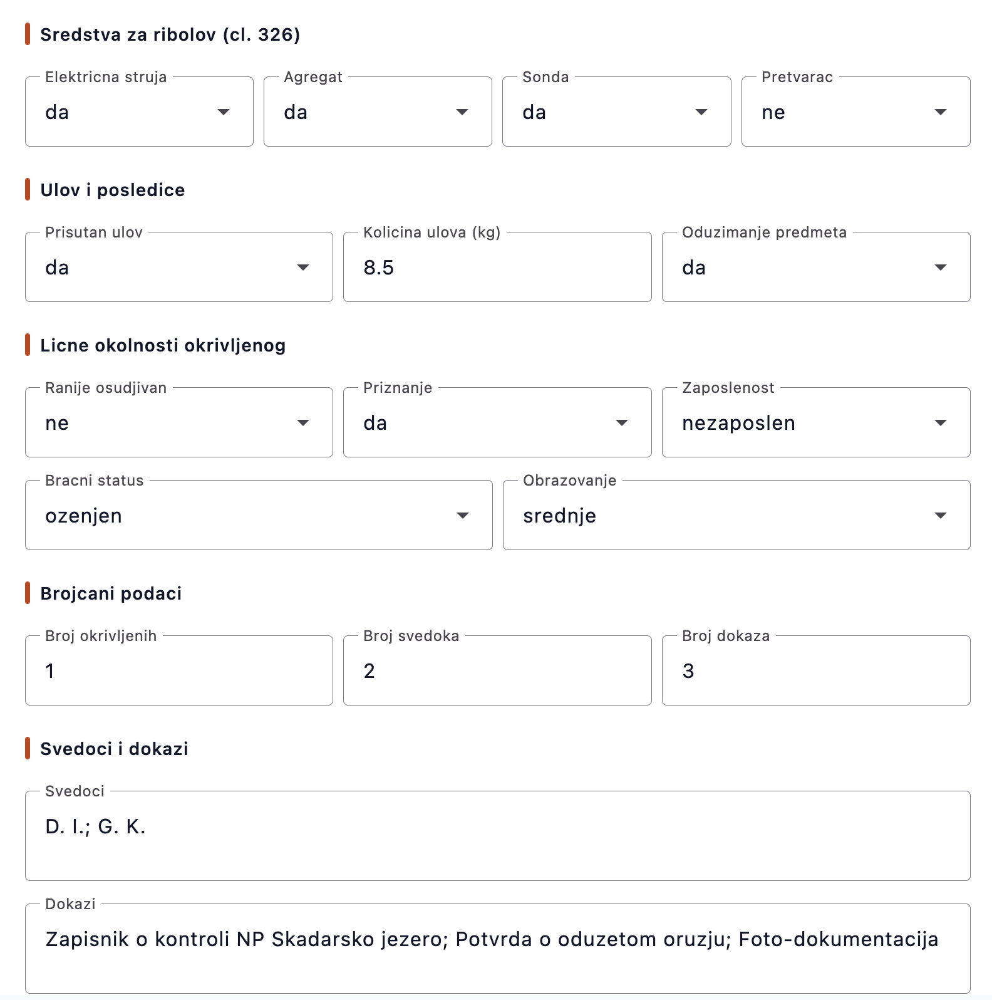 Sredstva za ribolov (cl. 326)
Elektricna struja
da
Agregat
da
Sonda
da
Pretvarac
ne
Ulov i posledice
Prisutan ulov
da
Kolicina ulova (kg)
8.5
Oduzimanje predmeta
da
Licne okolnosti okrivljenog
Ranije osudjivan
ne
Priznanje
da
Zaposlenost
nezaposlen
Bracni status
ozenjen
Obrazovanje
srednje
Brojcani podaci
Broj okrivljenih
1
Broj svedoka
2
Broj dokaza
3
Svedoci i dokazi
Svedoci
D. I.; G. K.
Dokazi
Zapisnik o kontroli NP Skadarsko jezero; Potvrda o oduzetom oruzju; Foto-dokumentacija